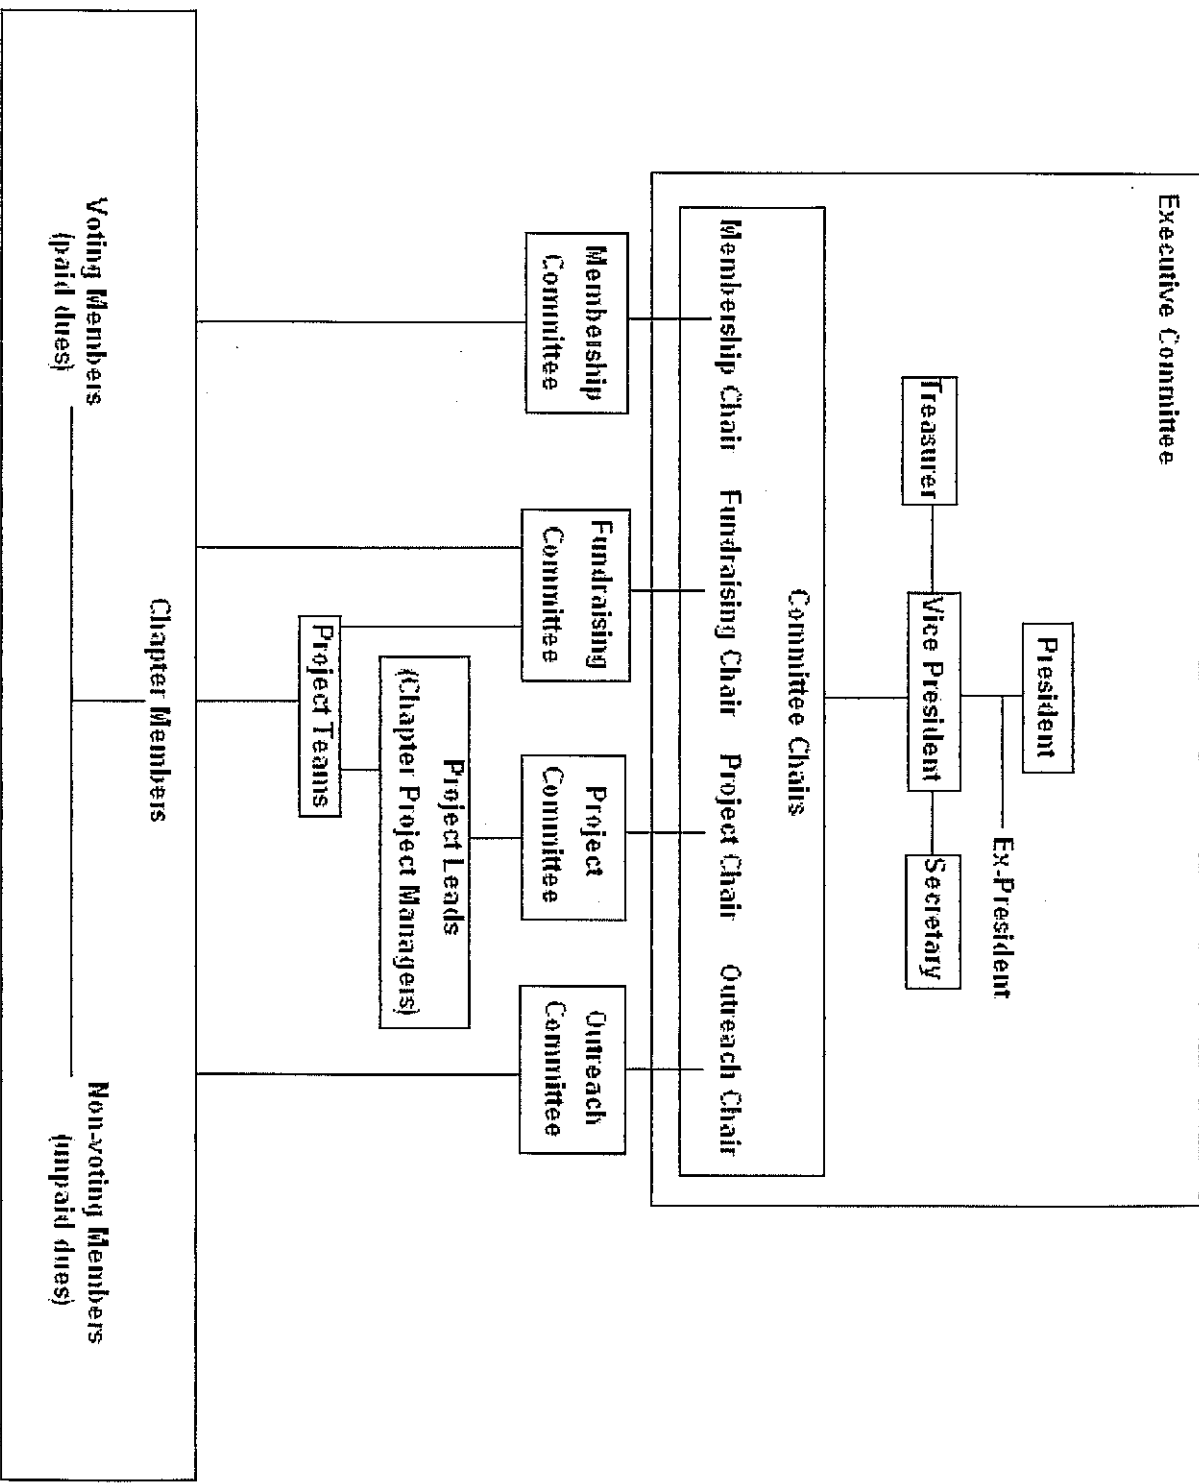 Executive Committee
President
Ex-President
Treasurer
Vice President
Secretary
Committee Chairs
Membership Chair
Fundraising Chair
Project Chair
Outreach Chair
Membership
Committee
Fundraising
Committee
Project
Committee
Outreach
Committee
Project Leads
(Chapter Project Managers)
Project Teams
Chapter Members
Voting Members
(paid dues)
Non-voting Members
(unpaid dues)